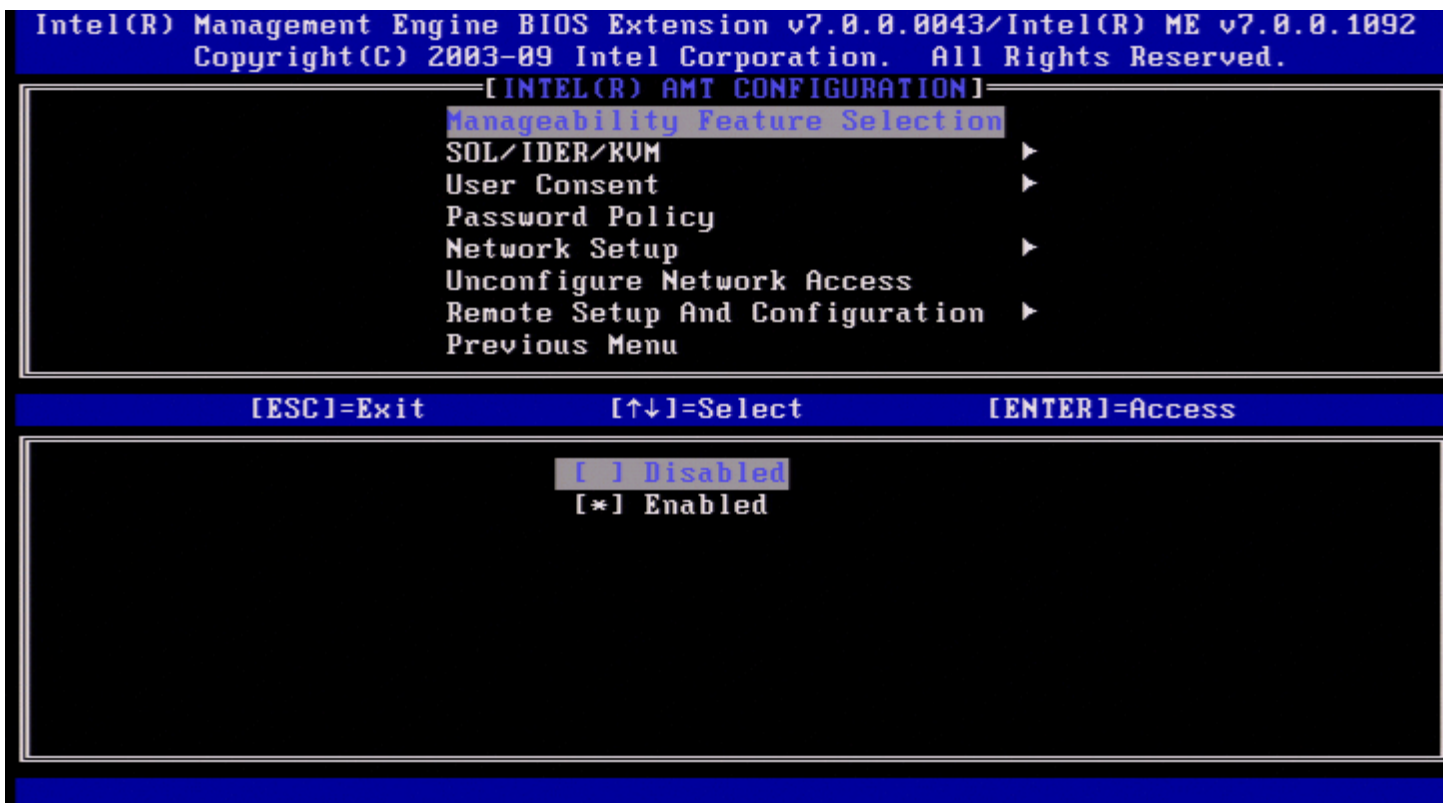 Intel(R) Management Engine BIOS Extension v7.0.0.0043/Intel(R) ME v7.0.0.1092
Copyright(C) 2003-09 Intel Corporation. All Rights Reserved.
[INTEL(R) AMT CONFIGURATION]
Manageability Feature Selection
SOL/IDER/KVM ►
User Consent ►
Password Policy
Network Setup ►
Unconfigure Network Access
Remote Setup And Configuration ►
Previous Menu
[ESC]=Exit [↑↓]=Select [ENTER]=Access
[ ] Disabled
[*] Enabled